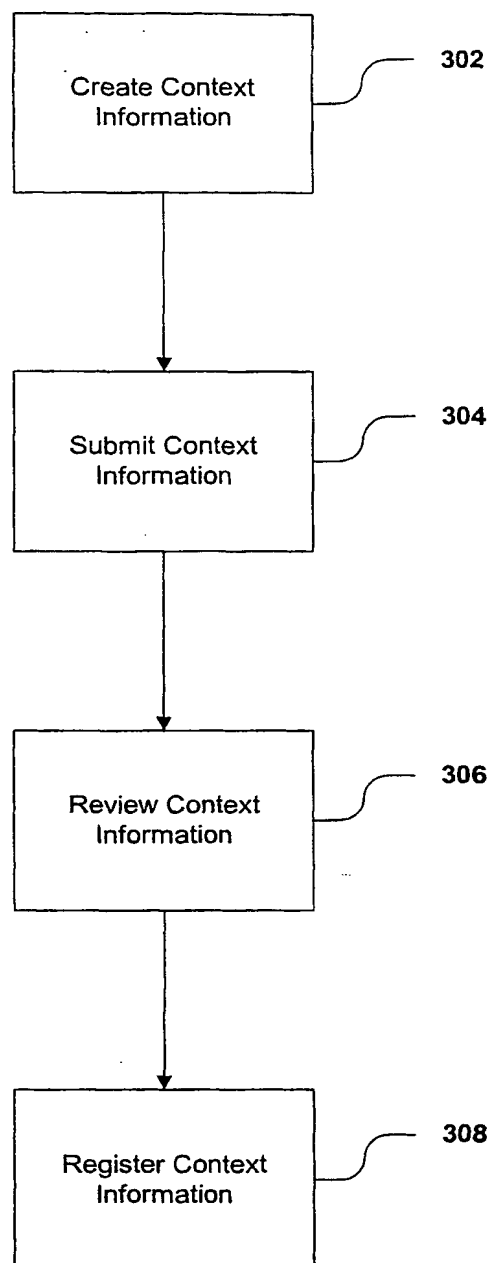 Create Context
Information
302
Submit Context
Information
304
Review Context
Information
306
Register Context
Information
308